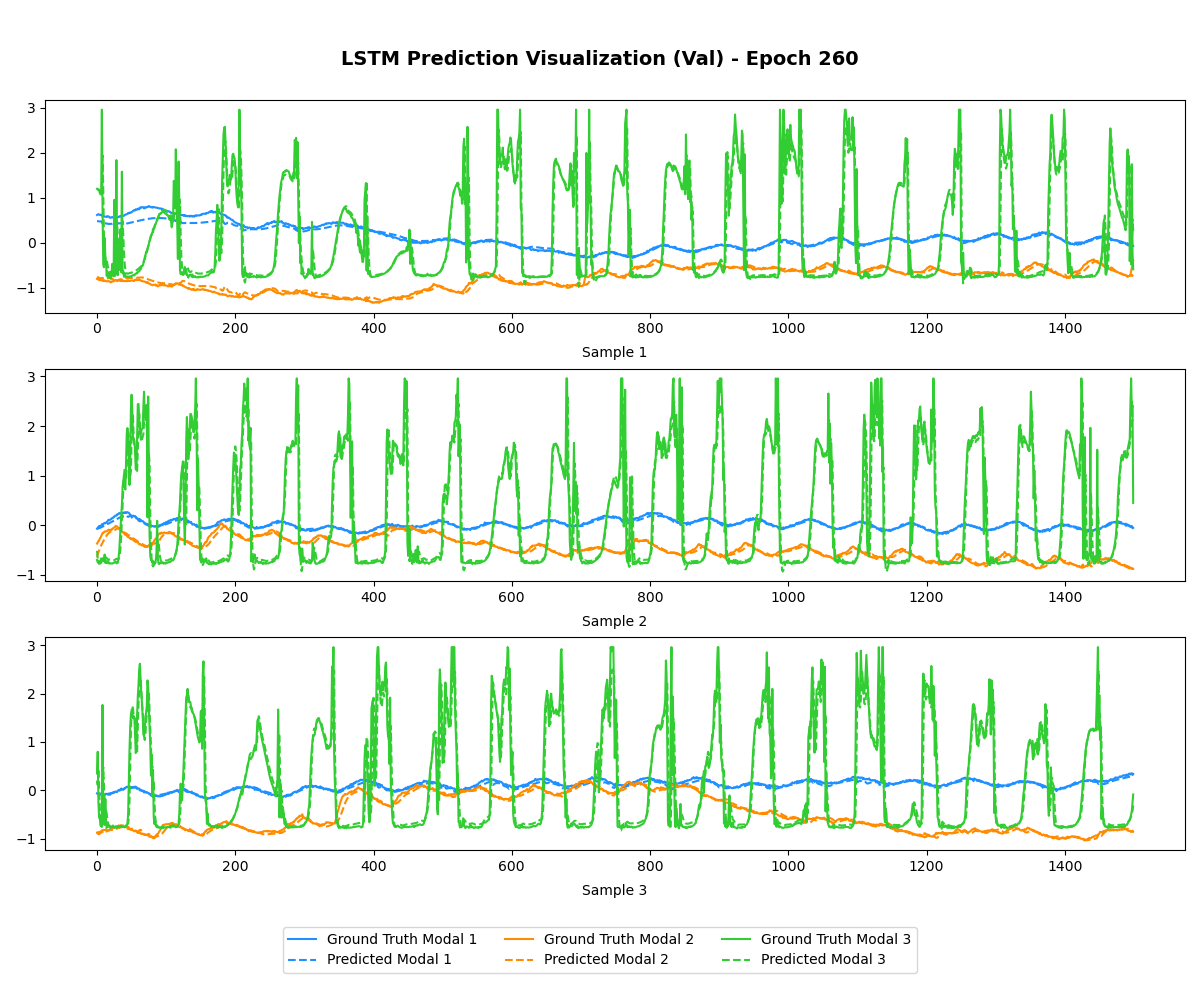 LSTM Prediction Visualization (Val) - Epoch 260
3
2
1
0
−1
0 200 400 600 800 1000 1200 1400
Sample 1
3
2
1
0
−1
0 200 400 600 800 1000 1200 1400
Sample 2
3
2
1
0
−1
0 200 400 600 800 1000 1200 1400
Sample 3
Ground Truth Modal 1 Ground Truth Modal 2 Ground Truth Modal 3
Predicted Modal 1 Predicted Modal 2 Predicted Modal 3